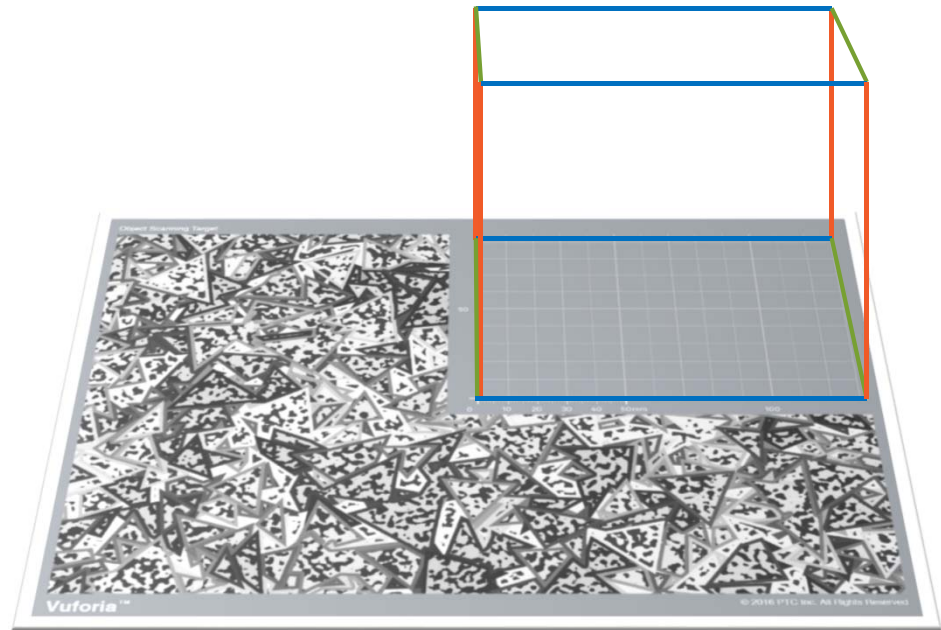 Object Scanning Target
50
0 10 20 30 40 50mm 100
Vuforia™
© 2016 PTC Inc. All Rights Reserved